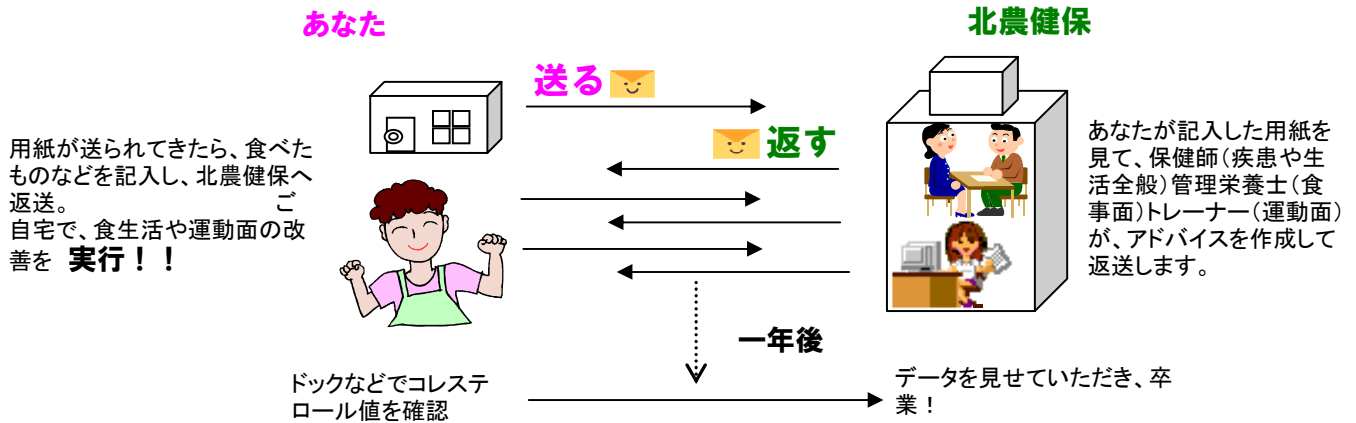 あなた
北農健保
送る
返す
用紙が送られてきたら、食べた
ものなどを記入し、北農健保へ
返送。 ご
自宅で、食生活や運動面の改
善を 実行!!
あなたが記入した用紙を
見て、保健師(疾患や生
活全般)管理栄養士(食
事面)トレーナー(運動面)
が、アドバイスを作成して
返送します。
一年後
ドックなどでコレステ
ロール値を確認
データを見せていただき、卒
業!